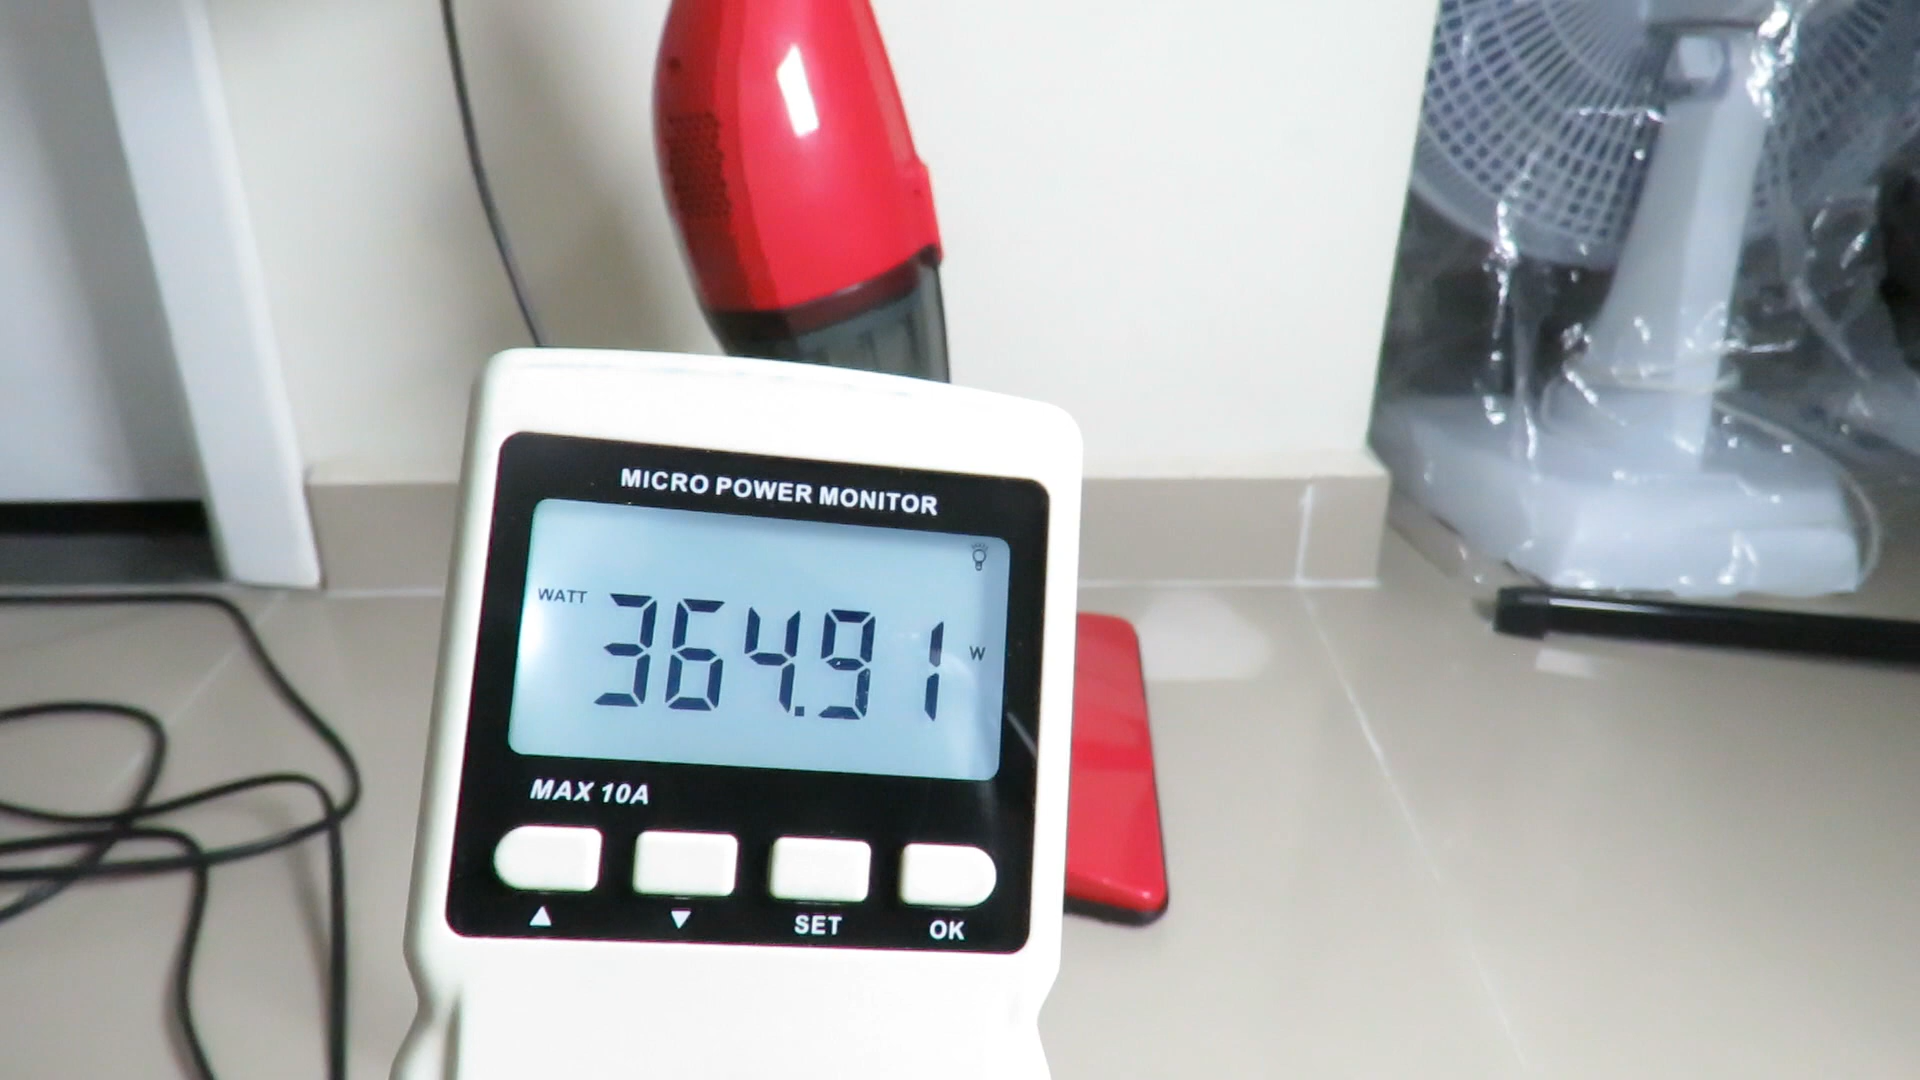 MICRO POWER MONITOR
WATT 364.91 W
MAX 10A
▲ ▼ SET OK